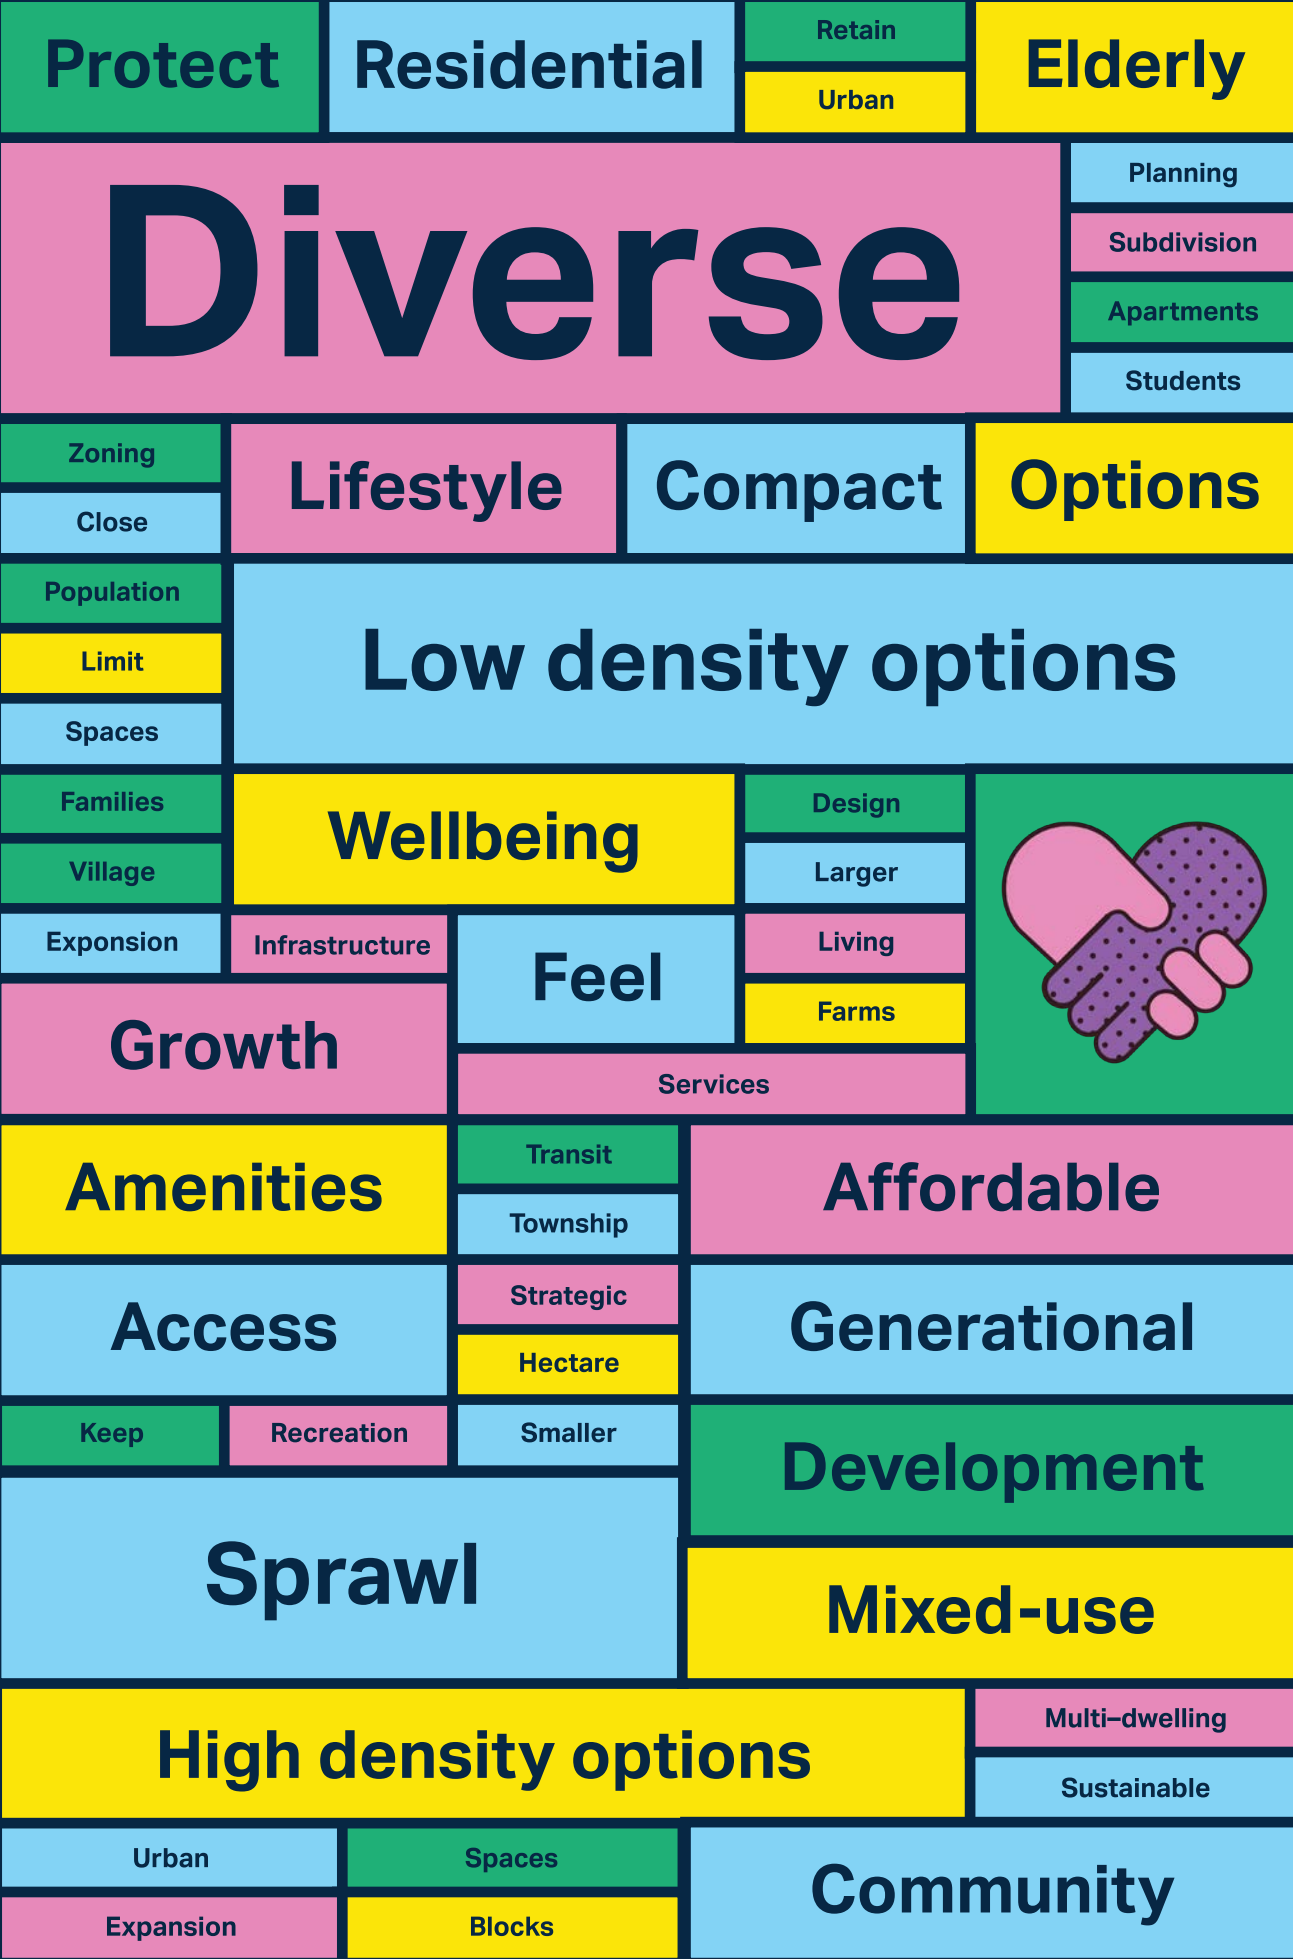 Protect
Residential
Retain
Urban
Elderly
Diverse
Planning
Subdivision
Apartments
Students
Zoning
Close
Lifestyle
Compact
Options
Population
Limit
Spaces
Low density options
Families
Village
Wellbeing
Design
Larger
Exponsion
Infrastructure
Feel
Living
Farms
Growth
Services
Amenities
Transit
Township
Affordable
Access
Strategic
Hectare
Generational
Keep
Recreation
Smaller
Development
Sprawl
Mixed-use
High density options
Multi–dwelling
Sustainable
Urban
Spaces
Expansion
Blocks
Community